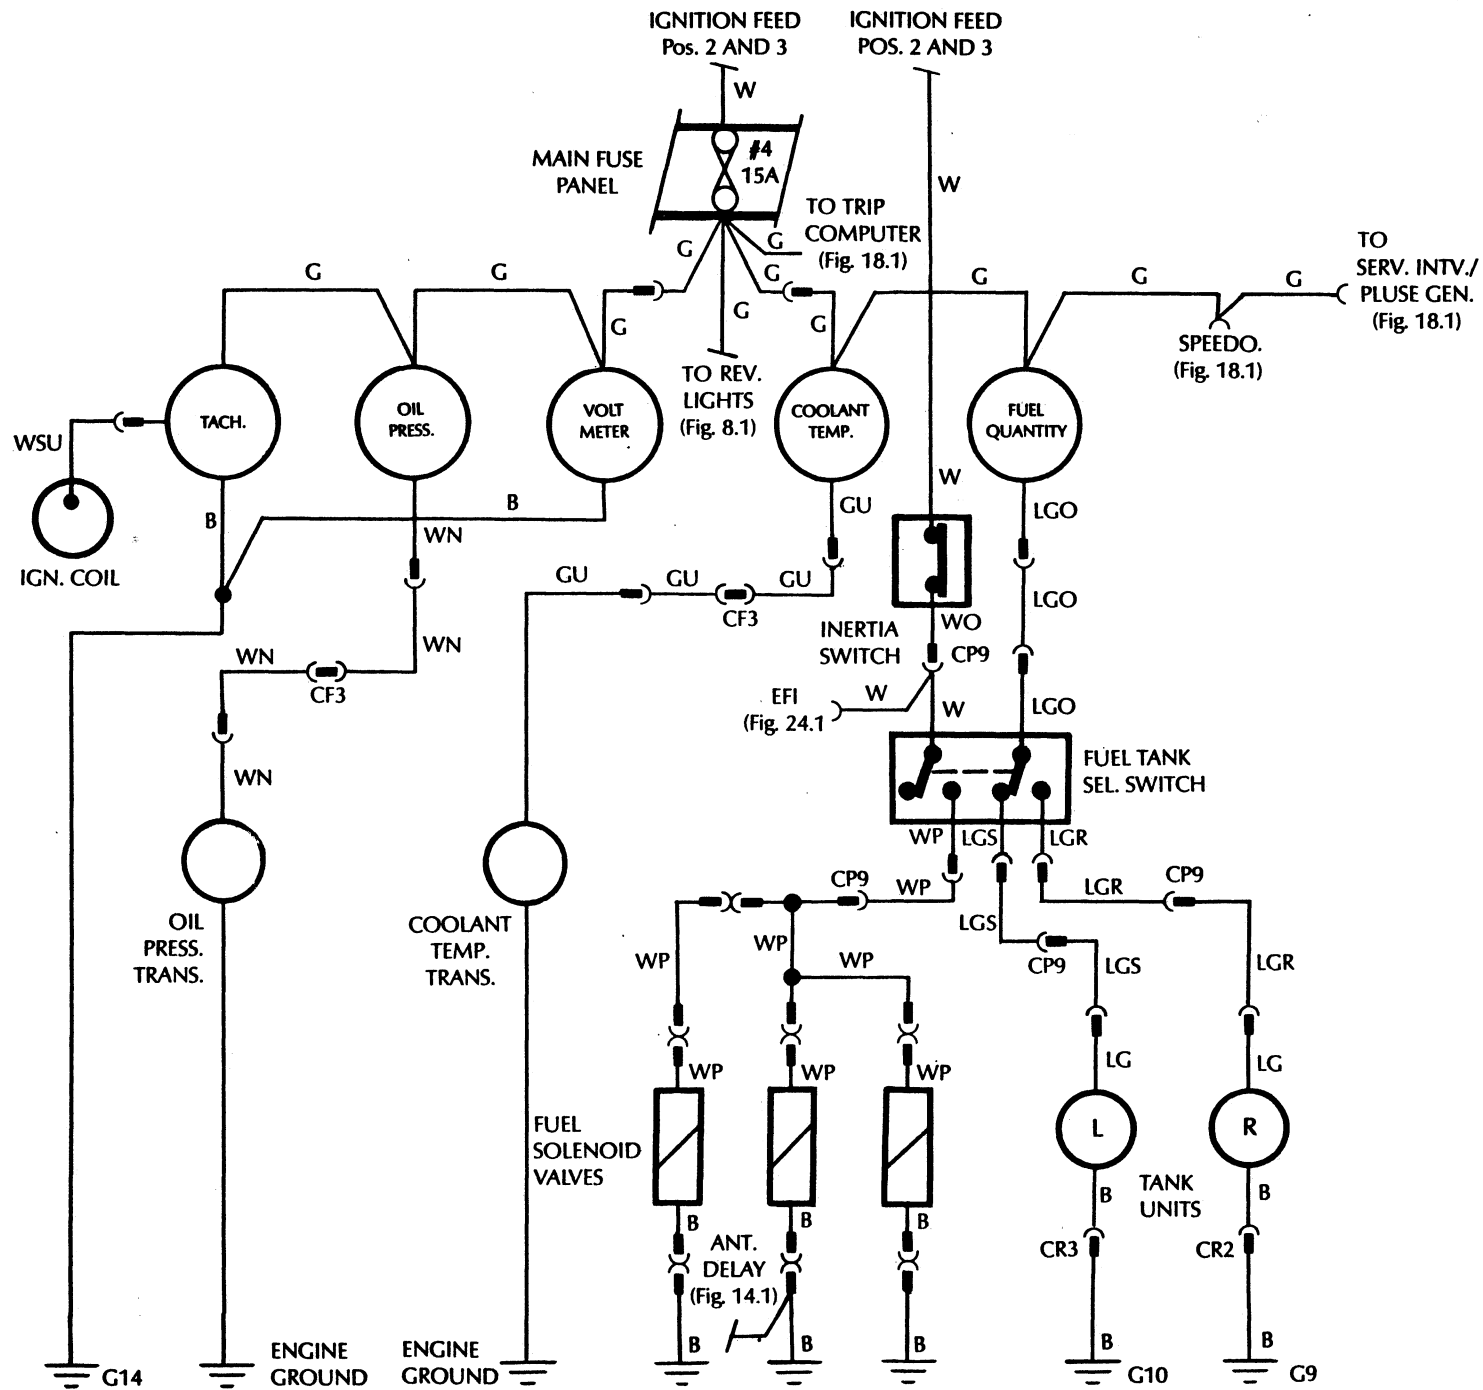 IGNITION FEED
Pos. 2 AND 3
IGNITION FEED
POS. 2 AND 3
W
MAIN FUSE
PANEL
#4
15A
W
TO TRIP
COMPUTER
(Fig. 18.1)
G
G
G
G
G
G
G
G
G
G
G
G
TO
SERV. INTV./
PLUSE GEN.
(Fig. 18.1)
SPEEDO.
(Fig. 18.1)
TO REV.
LIGHTS
(Fig. 8.1)
TACH.
OIL
PRESS.
VOLT
METER
COOLANT
TEMP.
FUEL
QUANTITY
WSU
IGN. COIL
B
B
WN
GU
W
LGO
GU
GU
GU
CF3
INERTIA
SWITCH
WO
CP9
LGO
WN
WN
CF3
EFI
(Fig. 24.1
W
W
LGO
WN
FUEL TANK
SEL. SWITCH
WP
LGS
LGR
OIL
PRESS.
TRANS.
COOLANT
TEMP.
TRANS.
CP9
WP
LGR
CP9
LGS
WP
WP
WP
CP9
LGS
LGR
WP
WP
WP
LG
LG
FUEL
SOLENOID
VALVES
L
R
TANK
UNITS
B
B
B
B
B
ANT.
DELAY
(Fig. 14.1)
CR3
CR2
B
B
B
B
B
G14
ENGINE
GROUND
ENGINE
GROUND
G10
G9